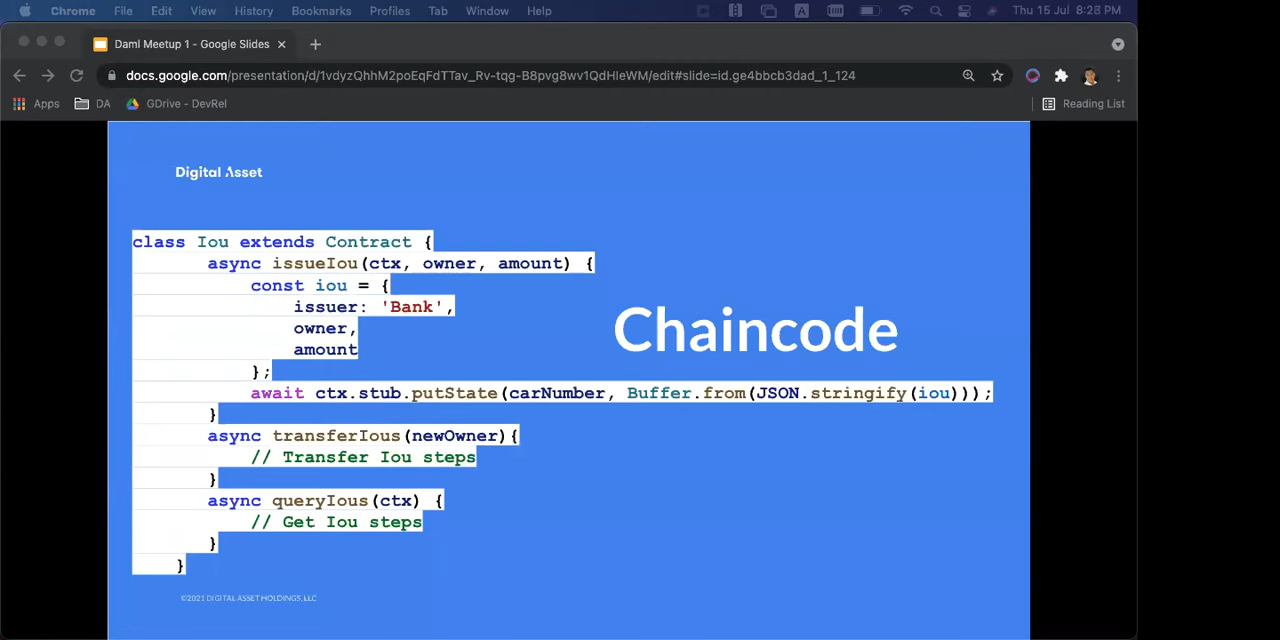 Chrome File Edit View History Bookmarks Profiles Tab Window Help A Thu 15 Jul 8:28 PM
Daml Meetup 1 - Google Slides
docs.google.com/presentation/d/1vdyzQhhM2poEqFdTTav_Rv-tqg-B8pvg8wv1QdHIeWM/edit#slide=id.ge4bbcb3dad_1_124
Apps DA GDrive - DevRel Reading List
Digital Asset
class Iou extends Contract {
async issueIou(ctx, owner, amount) {
const iou = {
issuer: 'Bank',
owner,
amount
};
await ctx.stub.putState(carNumber, Buffer.from(JSON.stringify(iou)));
}
async transferIous(newOwner){
// Transfer Iou steps
}
async queryIous(ctx) {
// Get Iou steps
}
}
Chaincode
©2021 DIGITAL ASSET HOLDINGS, LLC